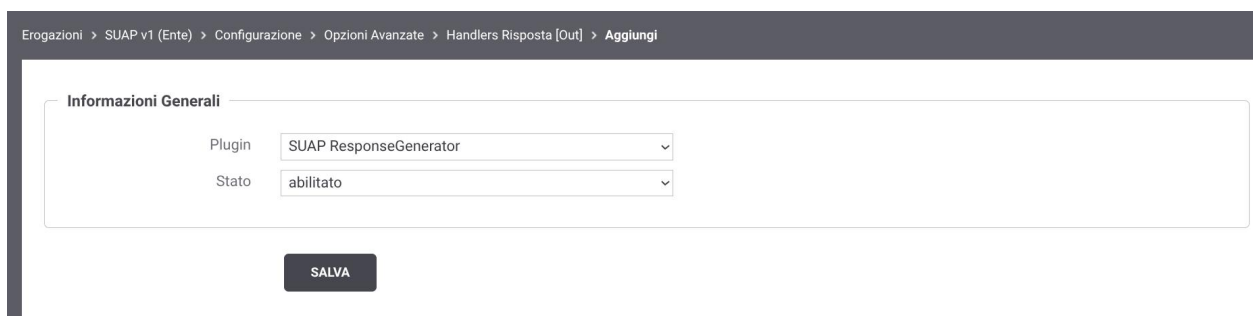 Erogazioni > SUAP v1 (Ente) > Configurazione > Opzioni Avanzate > Handlers Risposta [Out] > Aggiungi
Informazioni Generali
Plugin SUAP ResponseGenerator
Stato abilitato
SALVA